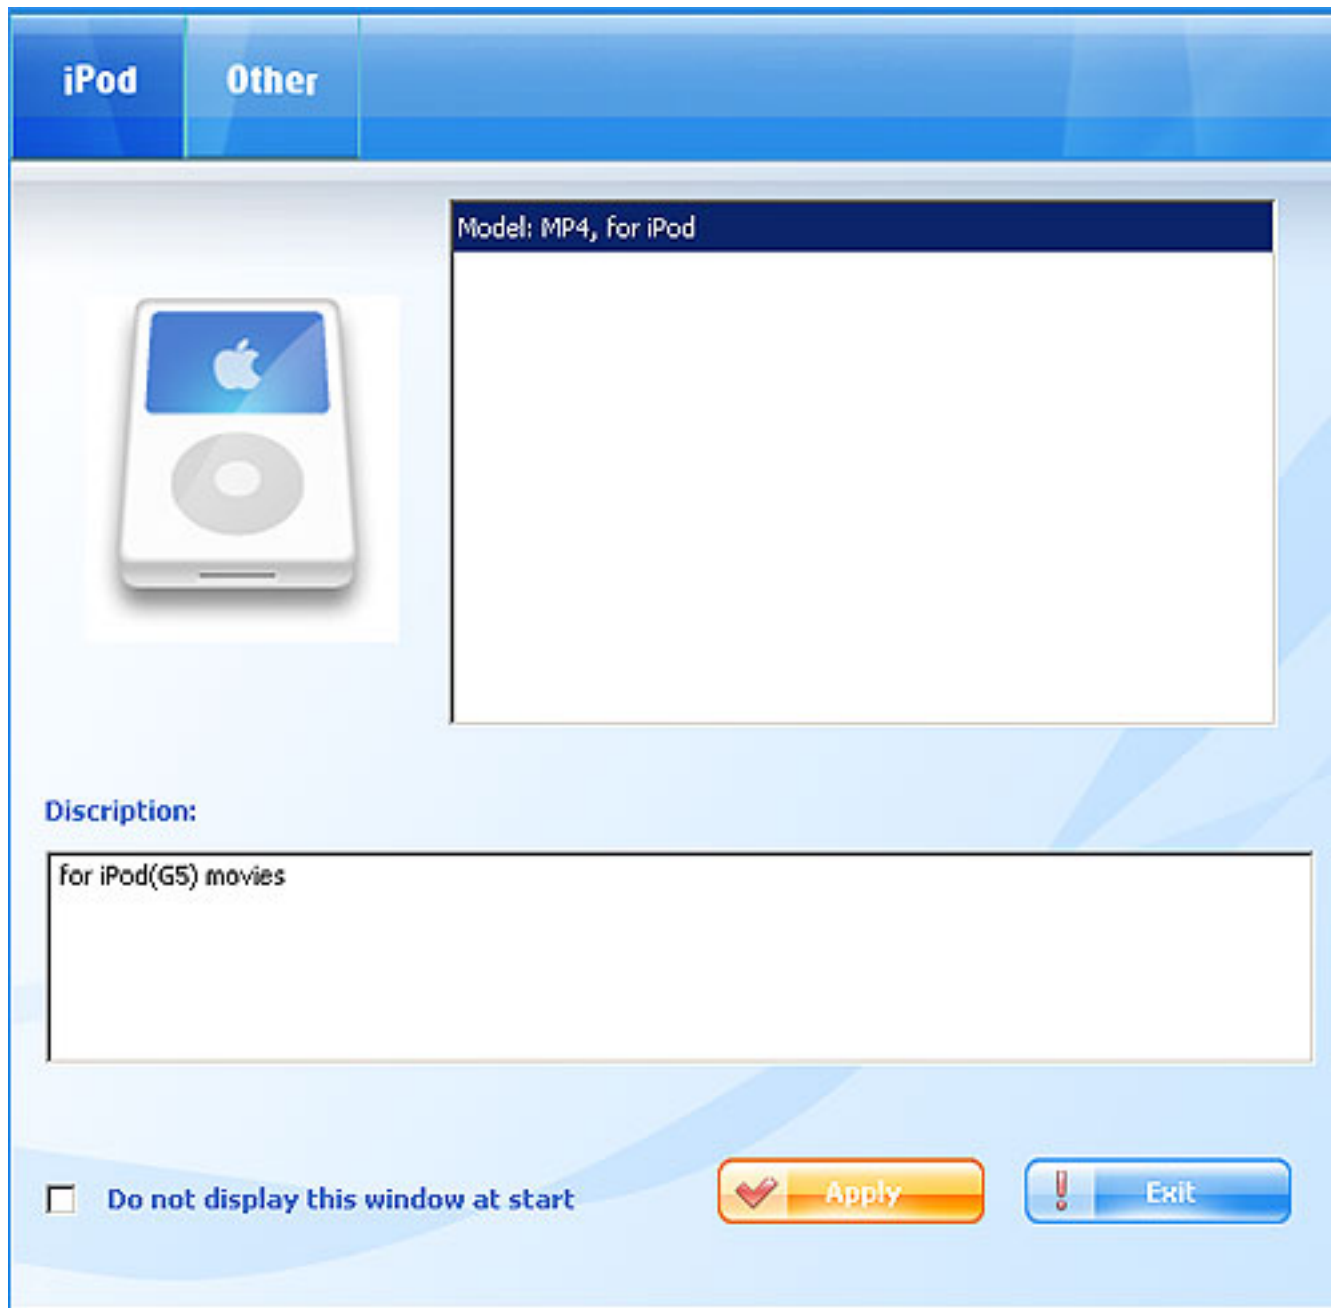 iPod
Other
Model: MP4, for iPod
Discription:
for iPod(G5) movies
Do not display this window at start
Apply
Exit